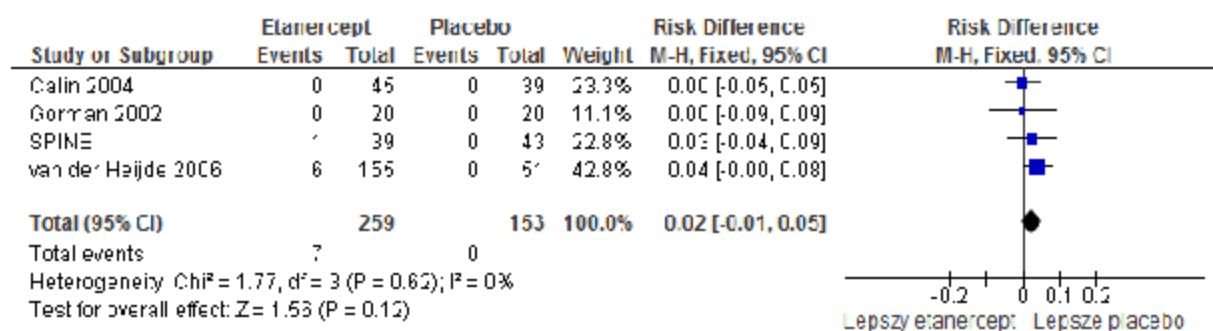 Etanercept Placebo Risk Difference Risk Difference
Study or Subgroup Events Total Events Total Weight M-H, Fixed, 95% CI M-H, Fixed, 95% CI
Calin 2004 0 45 0 39 23.3% 0.00 [-0.05, 0.05]
Gorman 2002 0 20 0 20 11.1% 0.00 [-0.09, 0.09]
SPINE 1 39 0 43 22.8% 0.03 [-0.04, 0.09]
van der Heijde 2006 6 155 0 51 42.8% 0.04 [-0.00, 0.08]
Total (95% CI) 259 153 100.0% 0.02 [-0.01, 0.05]
Total events 7 0
Heterogeneity: Chi² = 1.77, df = 3 (P = 0.62); I² = 0%
Test for overall effect: Z = 1.56 (P = 0.12)
-0.2 0 0.1 0.2
Lepszy etanercept Lepsze placebo